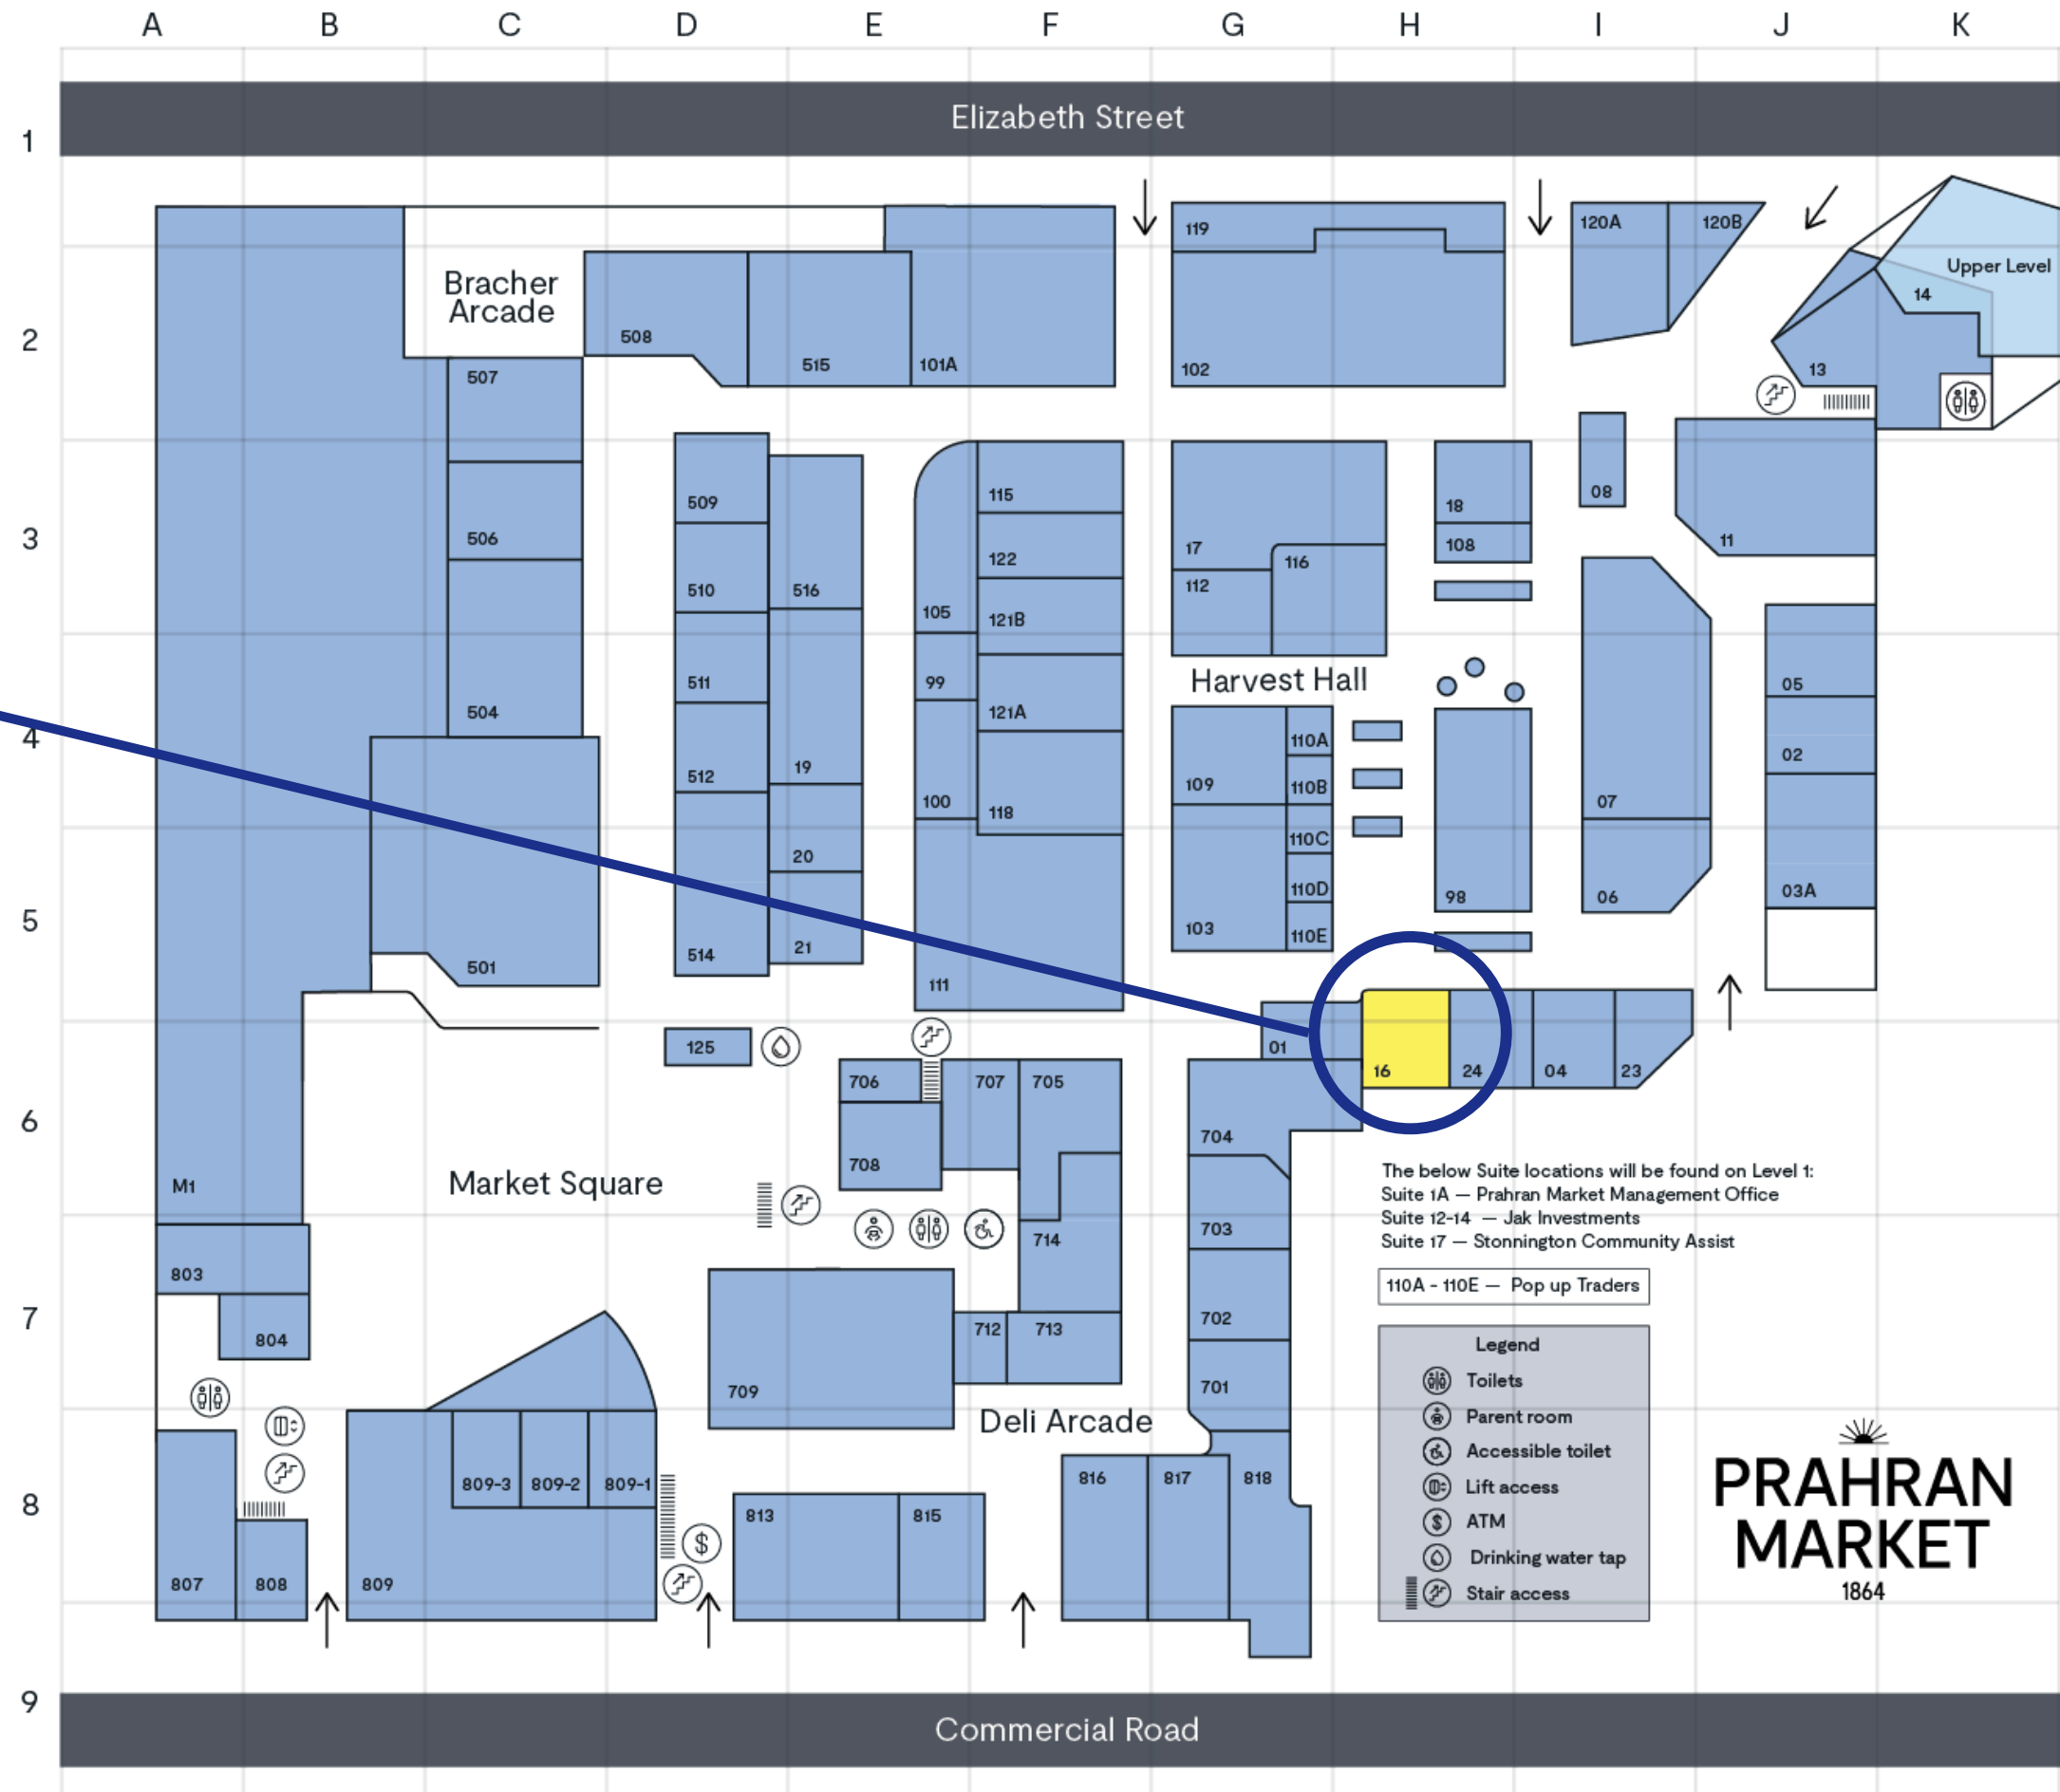 A B C D E F G H I J K
Elizabeth Street
1
119
120A
120B
Bracher
Arcade
Upper Level
14
2
508
515
101A
102
13
507
509
115
18
08
506
122
17
108
11
3
116
510
516
112
105
121B
511
99
Harvest Hall
05
504
121A
4
110A
02
512
19
109
110B
100
118
07
110C
20
110D
03A
98
06
5
103
110E
514
21
501
111
125
01
16
24
04
23
706
707
705
6
704
708
M1
Market Square
The below Suite locations will be found on Level 1:
Suite 1A — Prahran Market Management Office
Suite 12-14 — Jak Investments
Suite 17 — Stonnington Community Assist
703
714
803
110A - 110E — Pop up Traders
7
702
804
712
713
Legend
Toilets
709
701
Parent room
Deli Arcade
Accessible toilet
809-3
809-2
809-1
816
817
818
Lift access
8
813
815
$
ATM
$
Drinking water tap
807
808
809
Stair access
PRAHRAN
MARKET
1864
9
Commercial Road